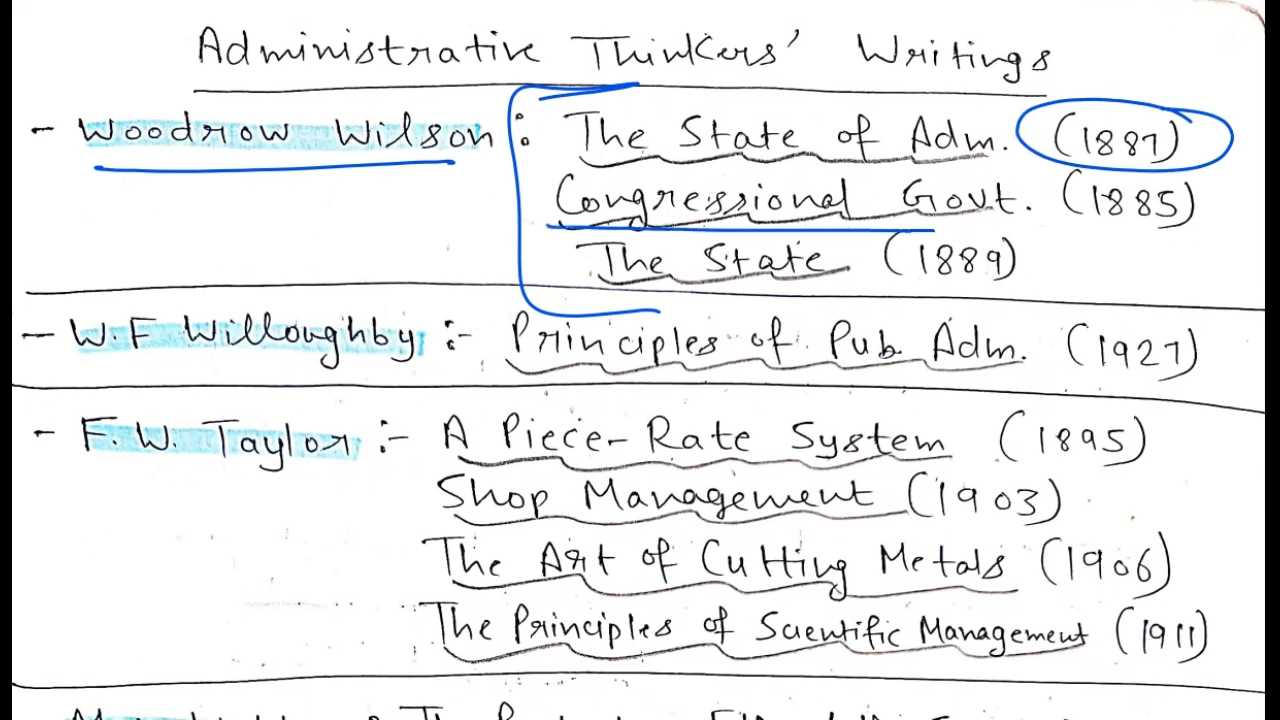 Administrative Thinkers' Writings
- Woodrow Wilson : The State of Adm. (1887)
Congressional Govt. (1885)
The State (1889)
- W.F Willoughby :- Principles of Pub. Adm. (1927)
- F. W. Taylor :- A Piece-Rate System (1895)
Shop Management (1903)
The Art of Cutting Metals (1906)
The Principles of Scientific Management (1911)